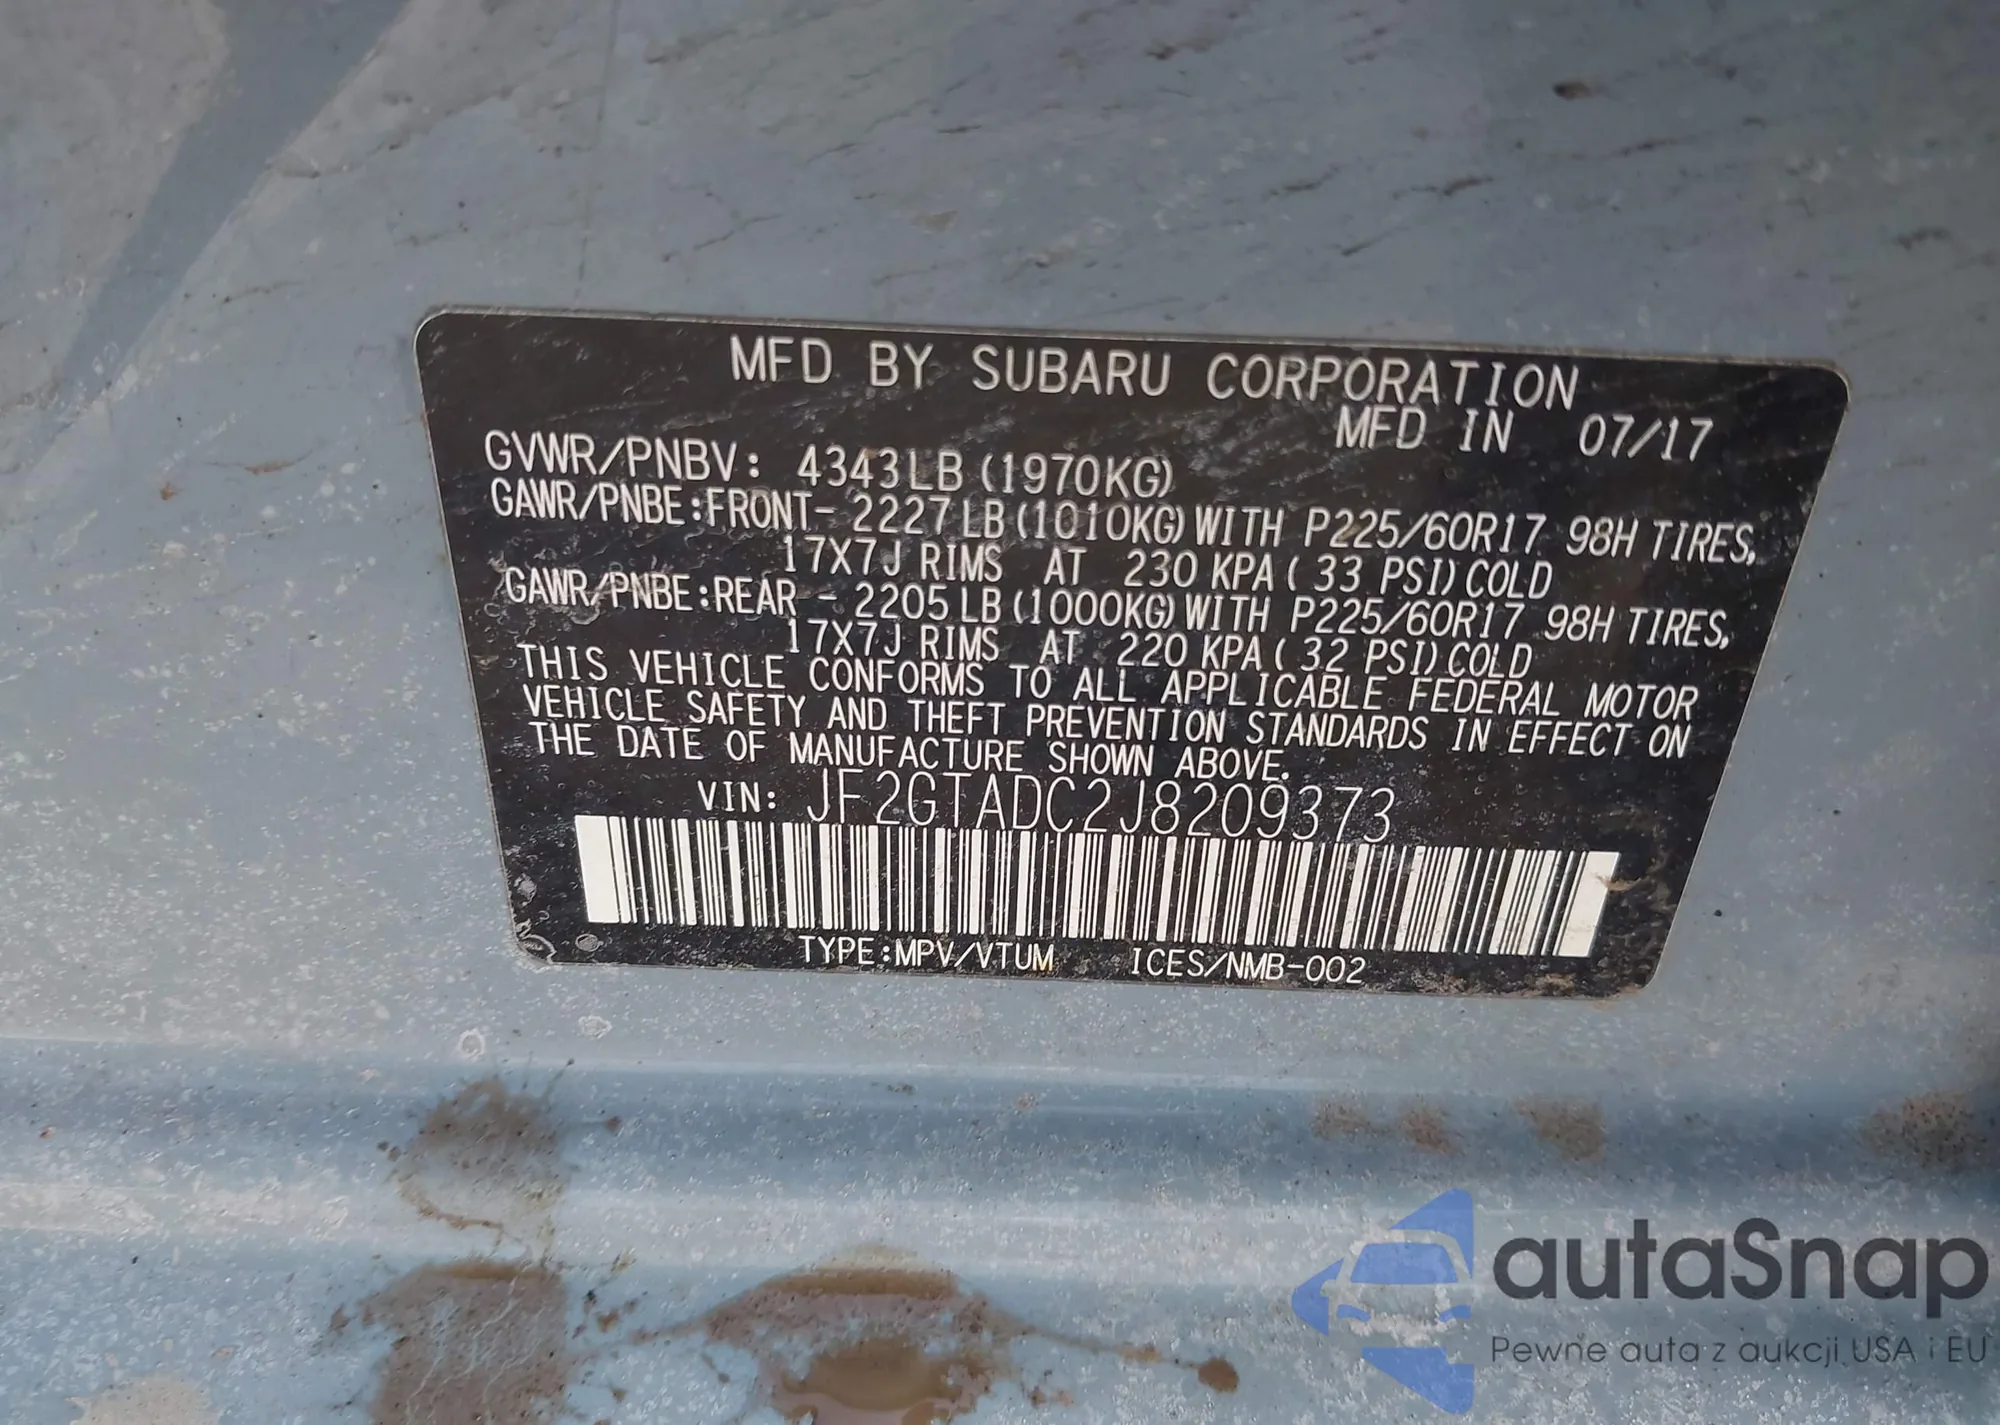 MFD BY SUBARU CORPORATION
MFD IN 07/17
GVWR/PNBV: 4343LB (1970KG)
GAWR/PNBE:FRONT- 2227LB (1010KG) WITH P225/60R17 98H TIRES,
17X7J RIMS AT 230 KPA ( 33 PSI) COLD
GAWR/PNBE:REAR - 2205LB (1000KG) WITH P225/60R17 98H TIRES,
17X7J RIMS AT 220 KPA ( 32 PSI) COLD
THIS VEHICLE CONFORMS TO ALL APPLICABLE FEDERAL MOTOR
VEHICLE SAFETY AND THEFT PREVENTION STANDARDS IN EFFECT ON
THE DATE OF MANUFACTURE SHOWN ABOVE.
VIN: JF2GTADC2J8209373
TYPE:MPV/VTUM ICES/NMB-002
autaSnap
Pewne auta z aukcji USA i EU